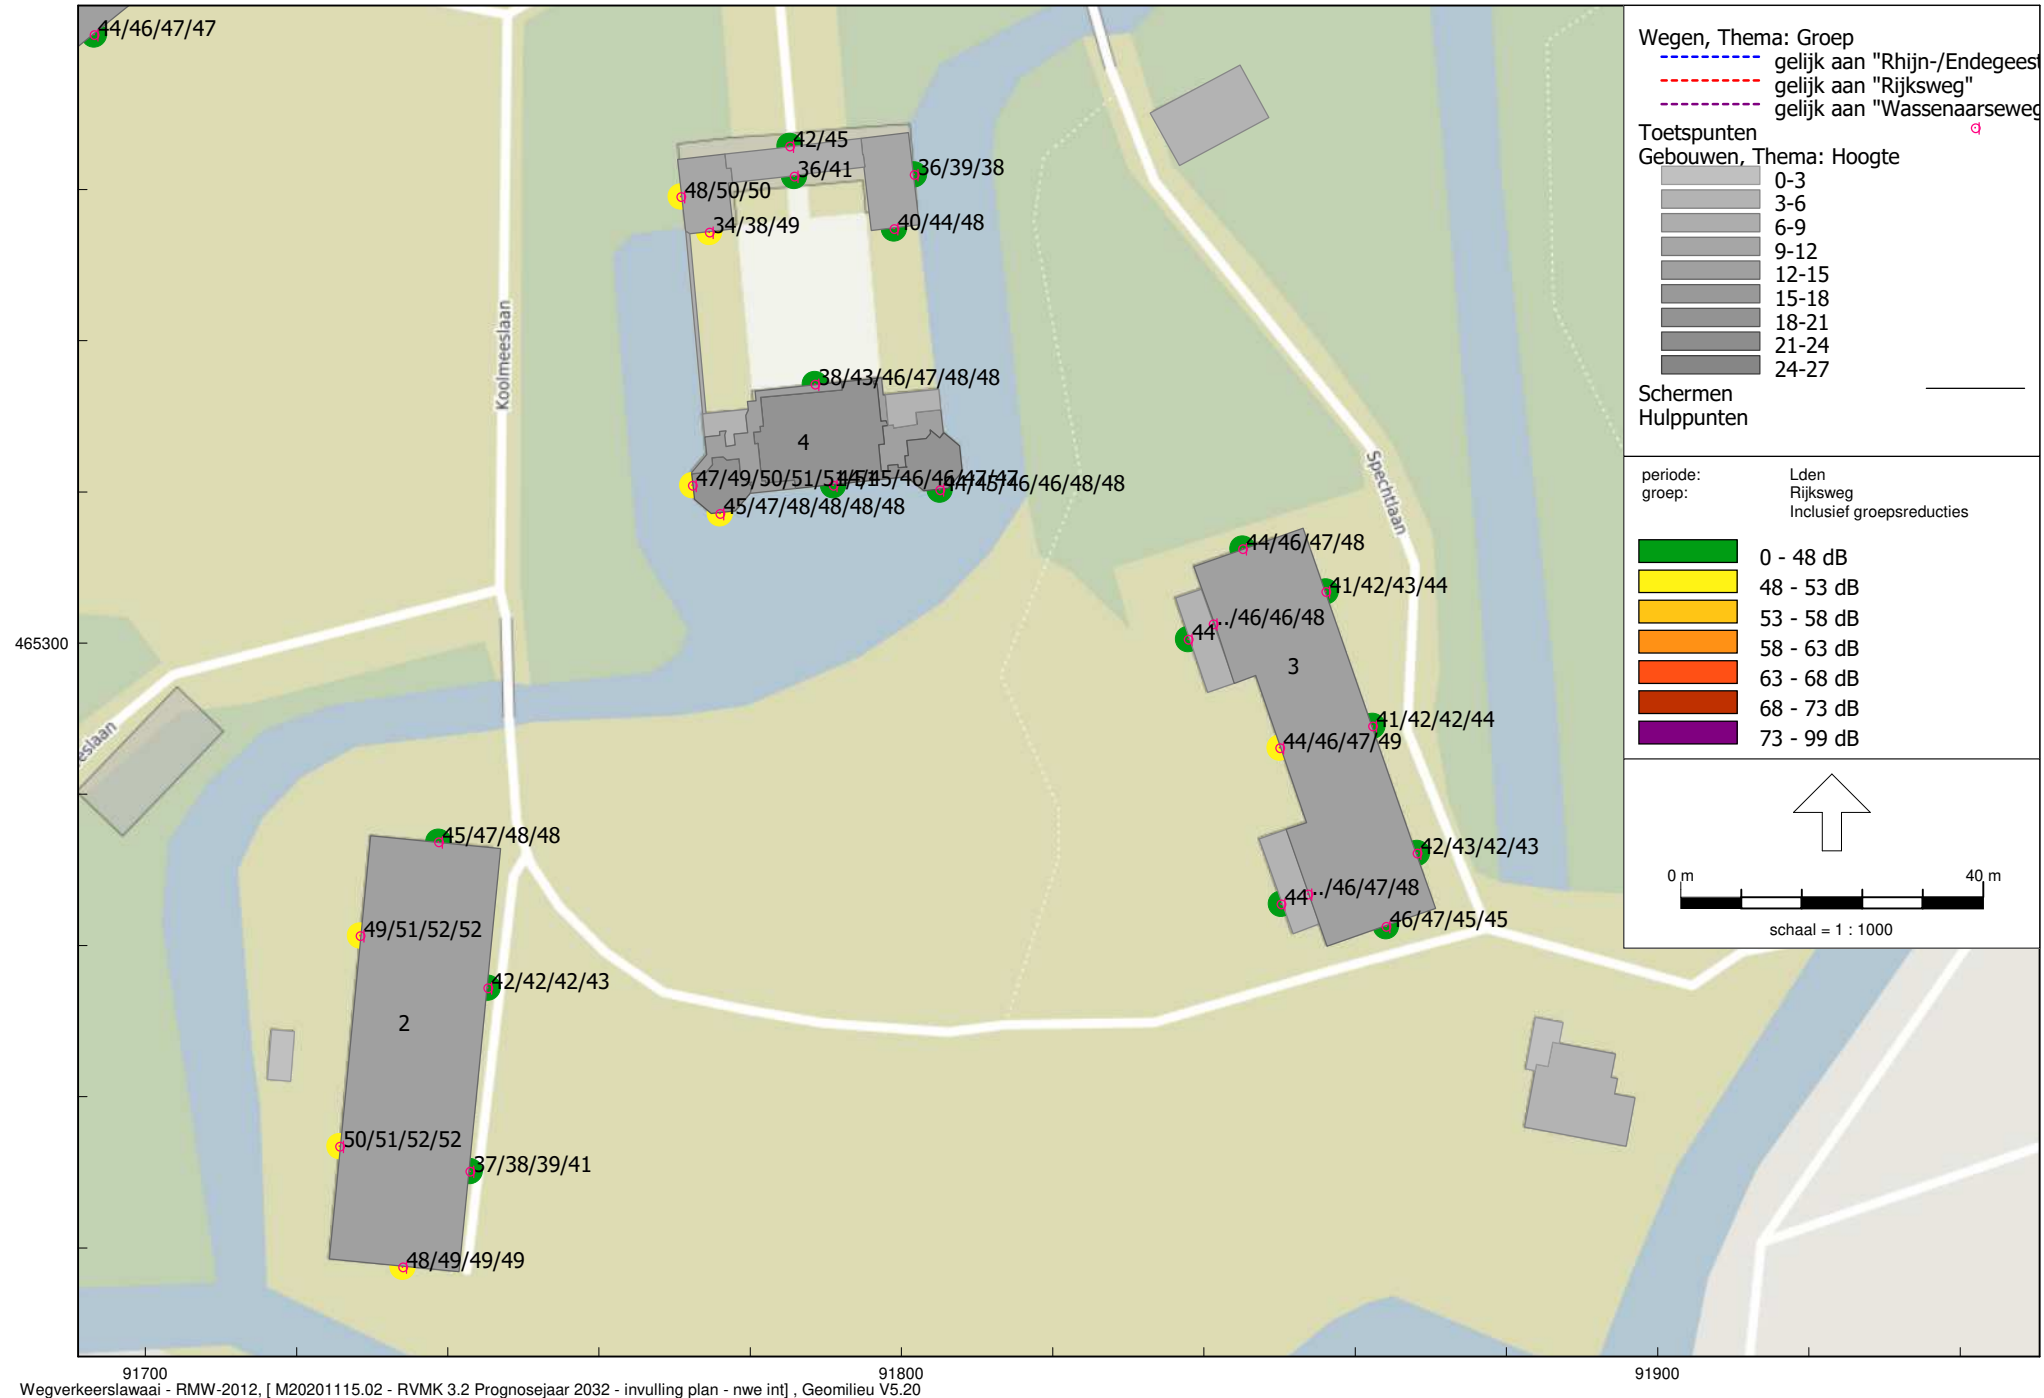 44/46/47/47
42/45
36/41
36/39/38
48/50/50
34/38/49
40/44/48
Koolmeeslaan
38/43/46/47/48/48
4
47/49/50/51/51/51
44/45/46/46/47/47
44/45/46/46/48/48
45/47/48/48/48/48
Spechtlaan
44/46/47/48
41/42/43/44
../46/46/48
44
3
41/42/42/44
44/46/47/49
eslaan
45/47/48/48
42/43/42/43
../46/47/48
44
46/47/45/45
49/51/52/52
42/42/42/43
2
50/51/52/52
37/38/39/41
48/49/49/49
465300
91700
91800
91900
Wegen, Thema: Groep
gelijk aan "Rhijn-/Endegeest
gelijk aan "Rijksweg"
gelijk aan "Wassenaarseweg
Toetspunten
Gebouwen, Thema: Hoogte
0-3
3-6
6-9
9-12
12-15
15-18
18-21
21-24
24-27
Schermen
Hulppunten
periode: Lden
groep: Rijksweg
Inclusief groepsreducties
0 - 48 dB
48 - 53 dB
53 - 58 dB
58 - 63 dB
63 - 68 dB
68 - 73 dB
73 - 99 dB
0 m 40 m
schaal = 1 : 1000
Wegverkeerslawaai - RMW-2012, [ M20201115.02 - RVMK 3.2 Prognosejaar 2032 - invulling plan - nwe int] , Geomilieu V5.20